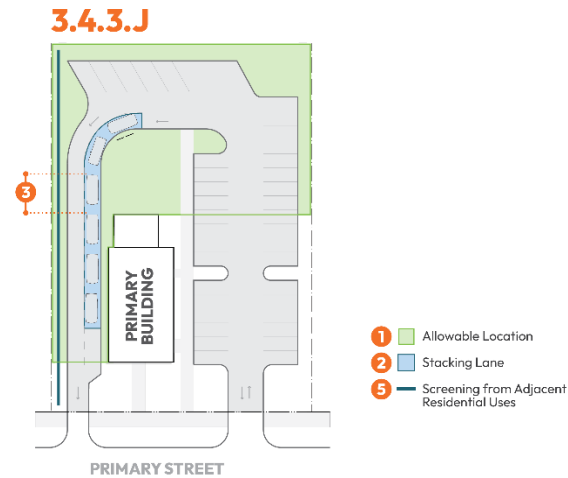 3.4.3.J
3
PRIMARY
BUILDING
1 Allowable Location
2 Stacking Lane
5 Screening from Adjacent
Residential Uses
PRIMARY STREET